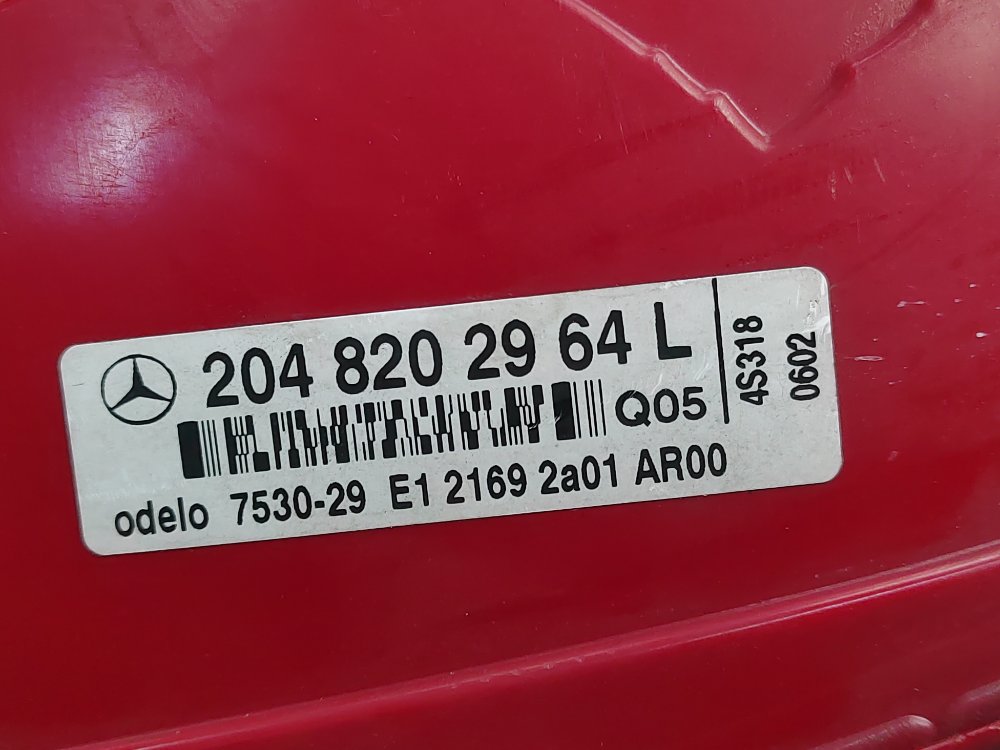 204 820 29 64 L
Q05
odelo 7530-29 E1 2169 2a01 AR00
4S318
0602